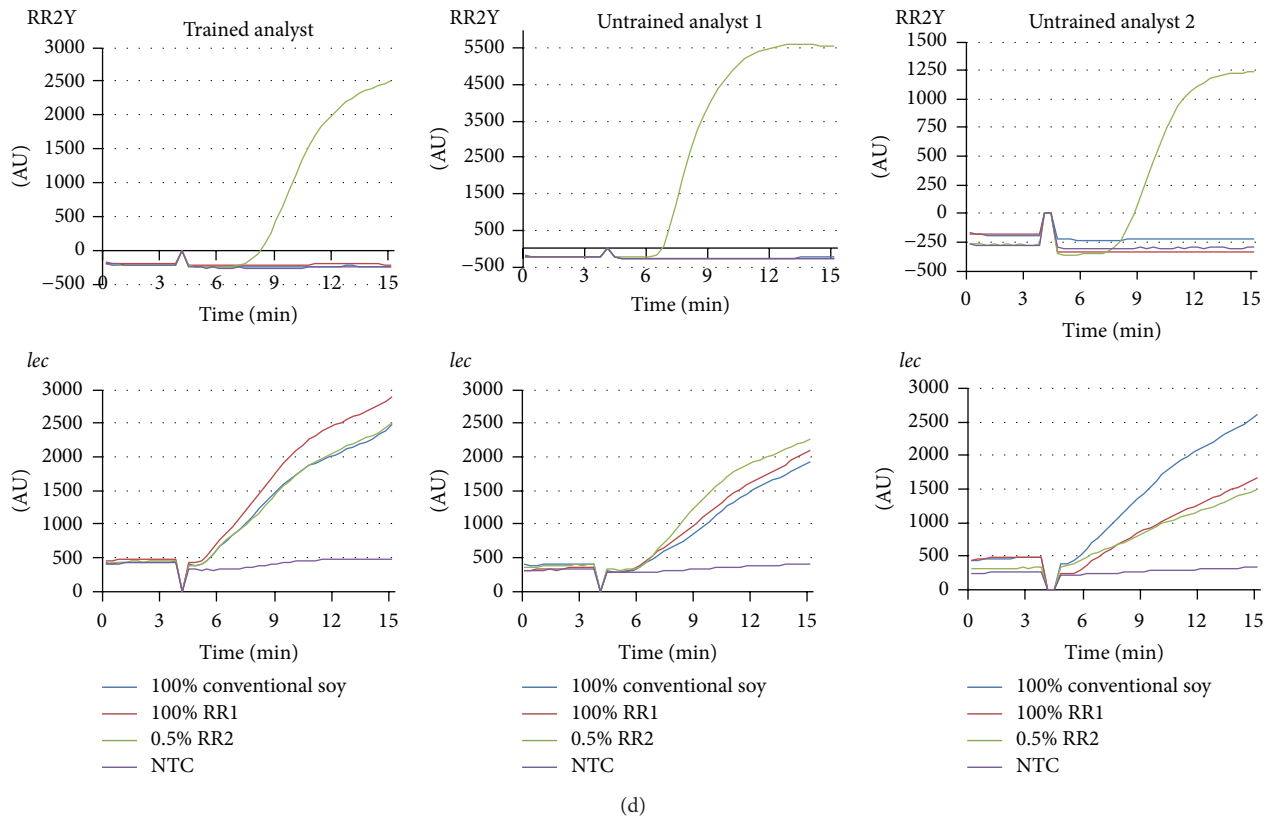 RR2Y
Trained analyst
3000
2500
2000
1500
1000
500
0
−500
(AU)
0 3 6 9 12 15
Time (min)
RR2Y
Untrained analyst 1
5500
4500
3500
2500
1500
500
−500
(AU)
0 3 6 9 12 15
Time (min)
RR2Y
Untrained analyst 2
1500
1250
1000
750
500
250
0
−250
−500
(AU)
0 3 6 9 12 15
Time (min)
lec
3000
2500
2000
1500
1000
500
0
(AU)
0 3 6 9 12 15
Time (min)
100% conventional soy
100% RR1
0.5% RR2
NTC
lec
3000
2500
2000
1500
1000
500
0
(AU)
0 3 6 9 12 15
Time (min)
100% conventional soy
100% RR1
0.5% RR2
NTC
lec
3000
2500
2000
1500
1000
500
0
(AU)
0 3 6 9 12 15
Time (min)
100% conventional soy
100% RR1
0.5% RR2
NTC
(d)